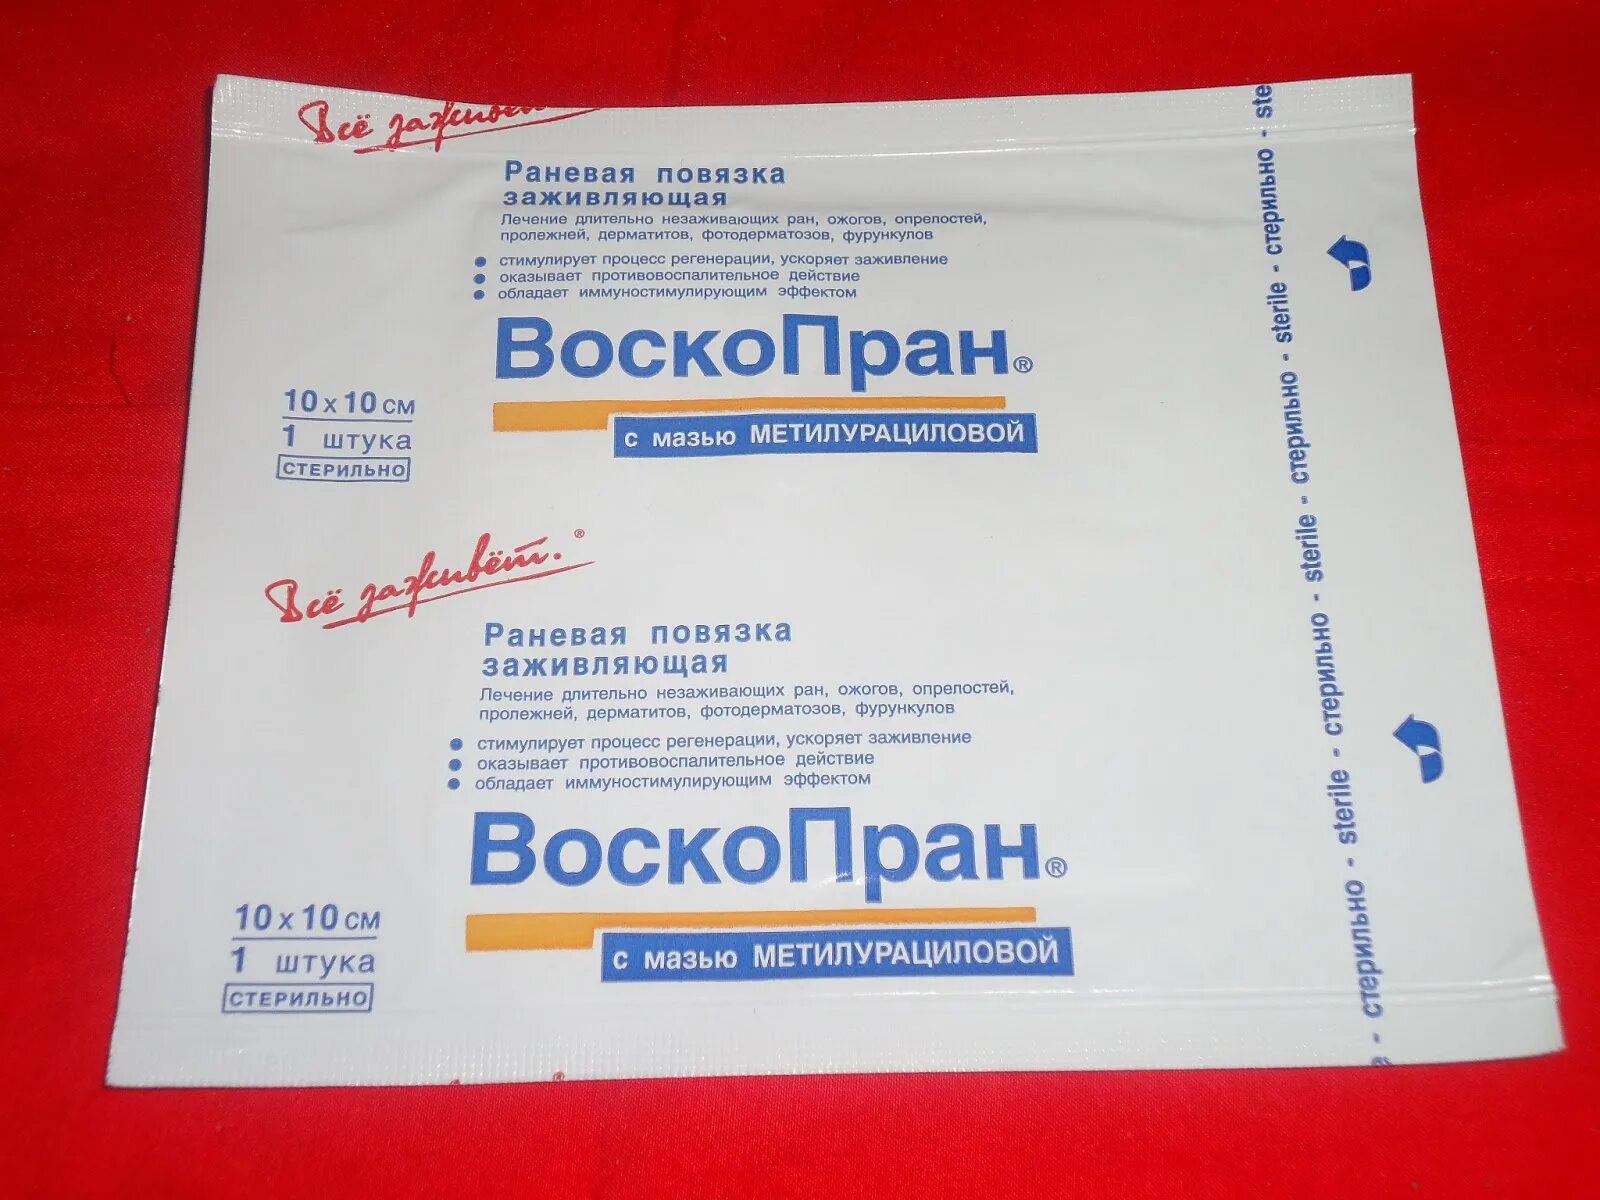 Всё заживёт.
Раневая повязка
заживляющая
Лечение длительно незаживающих ран, ожогов, опрелостей,
пролежней, дерматитов, фотодерматозов, фурункулов
стимулирует процесс регенерации, ускоряет заживление
оказывает противовоспалительное действие
обладает иммуностимулирующим эффектом
ВоскоПран®
с мазью МЕТИЛУРАЦИЛОВОЙ
10 x 10 см
1 штука
СТЕРИЛЬНО
Всё заживёт.®
Раневая повязка
заживляющая
Лечение длительно незаживающих ран, ожогов, опрелостей,
пролежней, дерматитов, фотодерматозов, фурункулов
стимулирует процесс регенерации, ускоряет заживление
оказывает противовоспалительное действие
обладает иммуностимулирующим эффектом
ВоскоПран®
с мазью МЕТИЛУРАЦИЛОВОЙ
10 x 10 см
1 штука
СТЕРИЛЬНО
e - стерильно - sterile - стерильно - sterile - стерильно - sterile - стерильно - ste
®